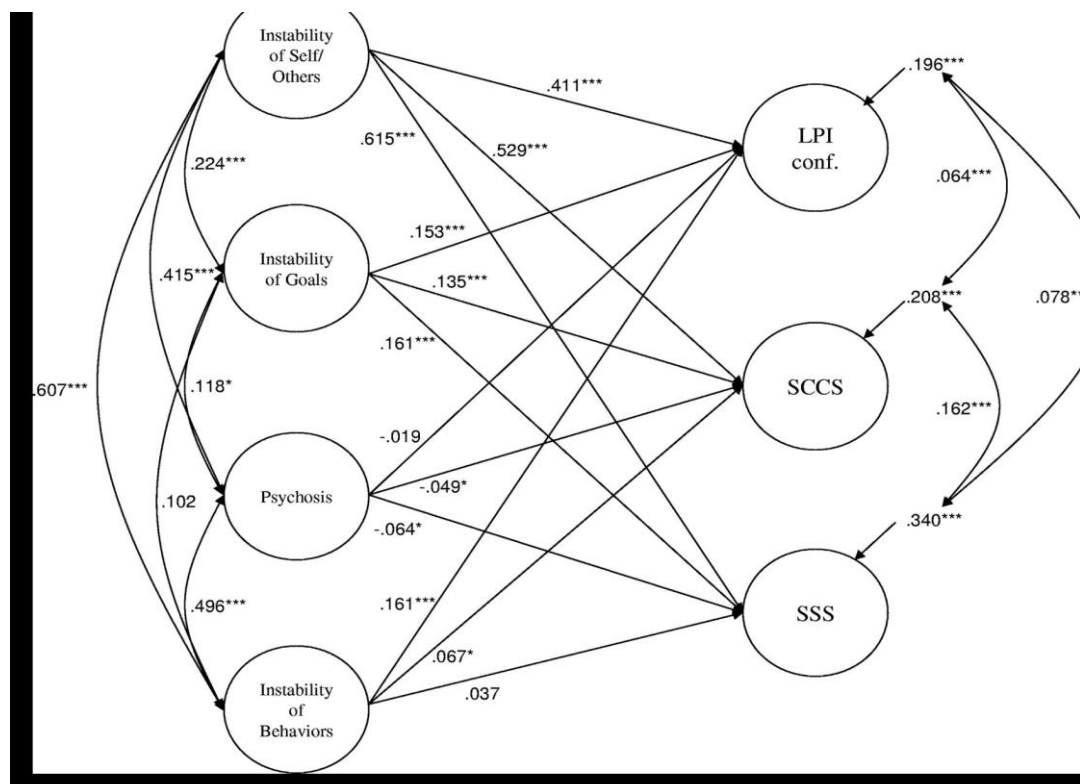 Instability
of Self/
Others
.196***
.411***
LPI
conf.
.615***
.529***
.224***
.064***
.153***
Instability
of Goals
.415***
.135***
.208***
.078**
.161***
.607***
.118*
SCCS
.162***
-.019
Psychosis
-.049*
.102
-.064*
.340***
.496***
.161***
SSS
.067*
.037
Instability
of
Behaviors